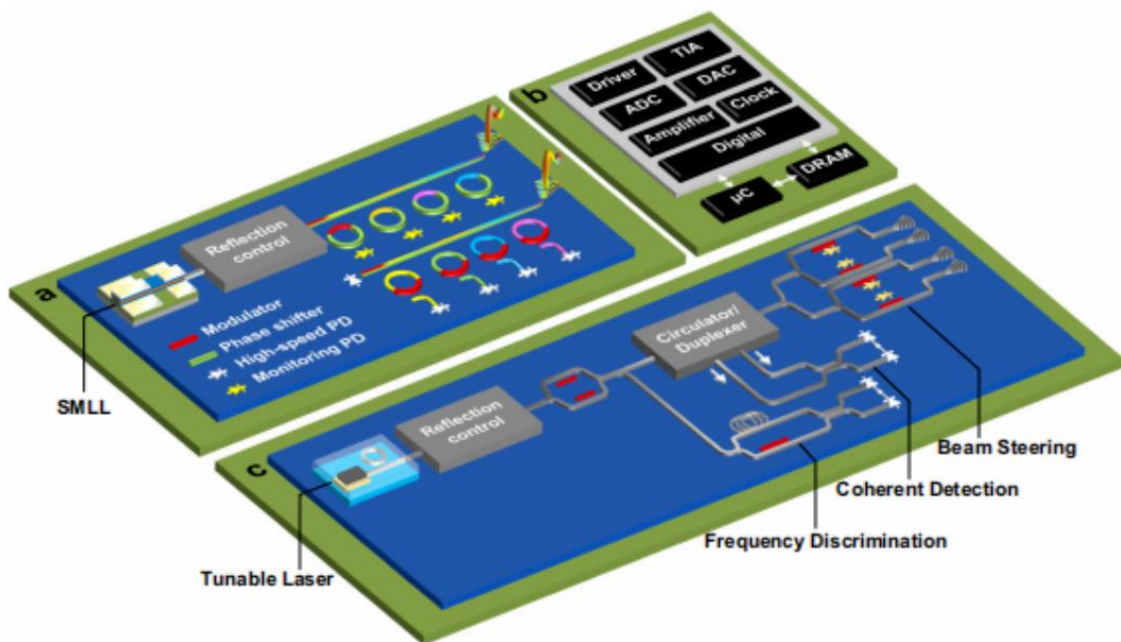 a
Reflection
control
Modulator
Phase shifter
High-speed PD
Monitoring PD
SMLL
b
Driver
TIA
ADC
DAC
Amplifier
Clock
Digital
µC
DRAM
c
Reflection
control
Circulator/
Duplexer
Beam Steering
Coherent Detection
Frequency Discrimination
Tunable Laser